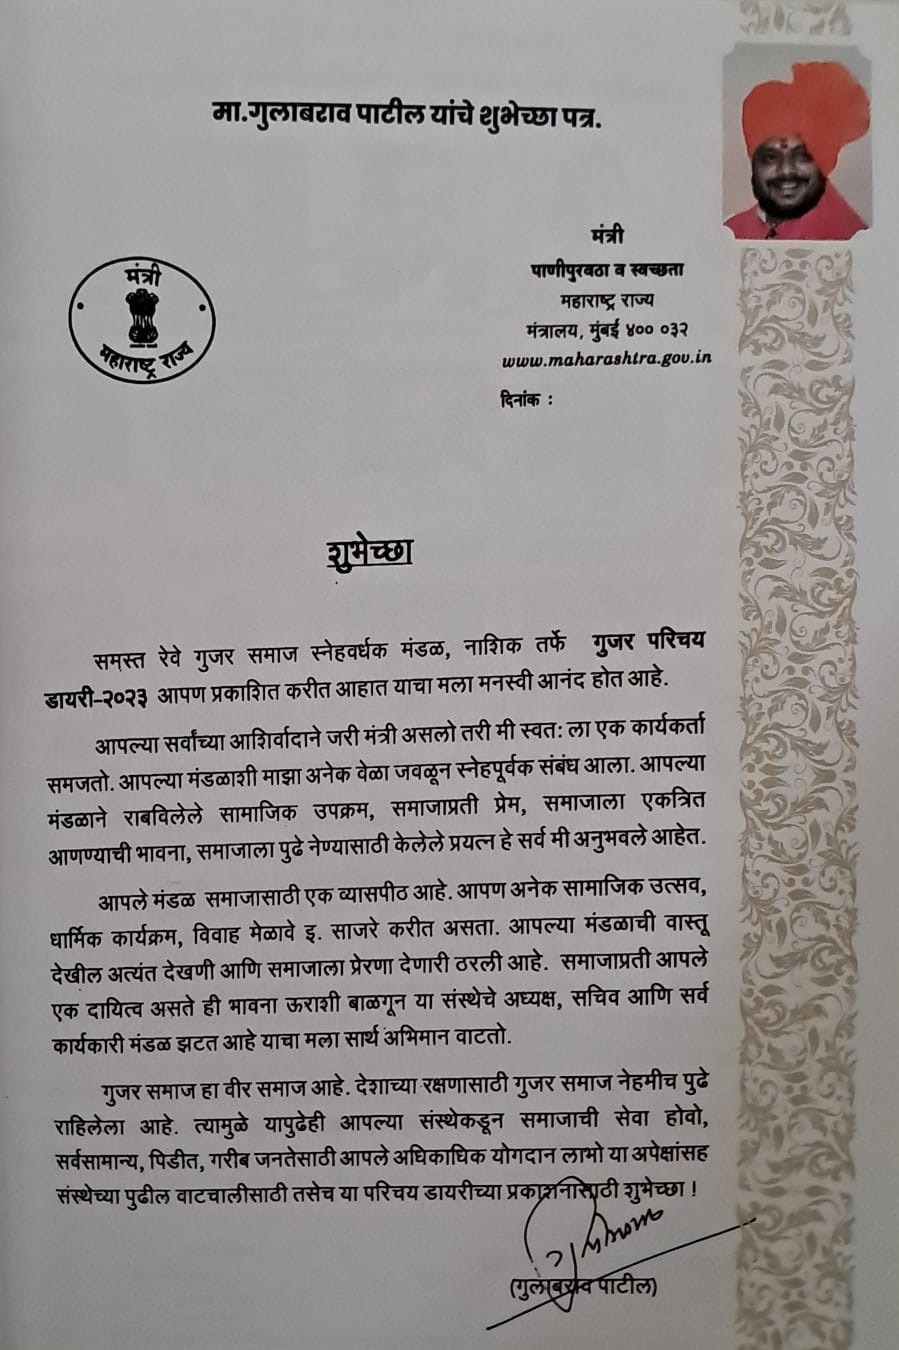 मा.गुलाबराव पाटील यांचे शुभेच्छा पत्र.
मंत्री
महाराष्ट्र राज्य
मंत्री
पाणीपुरवठा व स्वच्छता
महाराष्ट्र राज्य
मंत्रालय, मुंबई ४०० ०३२
www.maharashtra.gov.in
दिनांक :
शुभेच्छा
समस्त रेवे गुजर समाज स्नेहवर्धक मंडळ, नाशिक तर्फे गुजर परिचय
डायरी-२०२३ आपण प्रकाशित करीत आहात याचा मला मनस्वी आनंद होत आहे.
आपल्या सर्वांच्या आशिर्वादाने जरी मंत्री असलो तरी मी स्वत: ला एक कार्यकर्ता
समजतो. आपल्या मंडळाशी माझा अनेक वेळा जवळून स्नेहपूर्वक संबंध आला. आपल्या
मंडळाने राबविलेले सामाजिक उपक्रम, समाजाप्रती प्रेम, समाजाला एकत्रित
आणण्याची भावना, समाजाला पुढे नेण्यासाठी केलेले प्रयत्न हे सर्व मी अनुभवले आहेत.
आपले मंडळ समाजासाठी एक व्यासपीठ आहे. आपण अनेक सामाजिक उत्सव,
धार्मिक कार्यक्रम, विवाह मेळावे इ. साजरे करीत असता. आपल्या मंडळाची वास्तू
देखील अत्यंत देखणी आणि समाजाला प्रेरणा देणारी ठरली आहे. समाजाप्रती आपले
एक दायित्व असते ही भावना ऊराशी बाळगून या संस्थेचे अध्यक्ष, सचिव आणि सर्व
कार्यकारी मंडळ झटत आहे याचा मला सार्थ अभिमान वाटतो.
गुजर समाज हा वीर समाज आहे. देशाच्या रक्षणासाठी गुजर समाज नेहमीच पुढे
राहिलेला आहे. त्यामुळे यापुढेही आपल्या संस्थेकडून समाजाची सेवा होवो,
सर्वसामान्य, पिडीत, गरीब जनतेसाठी आपले अधिकाधिक योगदान लाभो या अपेक्षांसह
संस्थेच्या पुढील वाटचालीसाठी तसेच या परिचय डायरीच्या प्रकाशनासाठी शुभेच्छा !
(गुलाबराव पाटील)